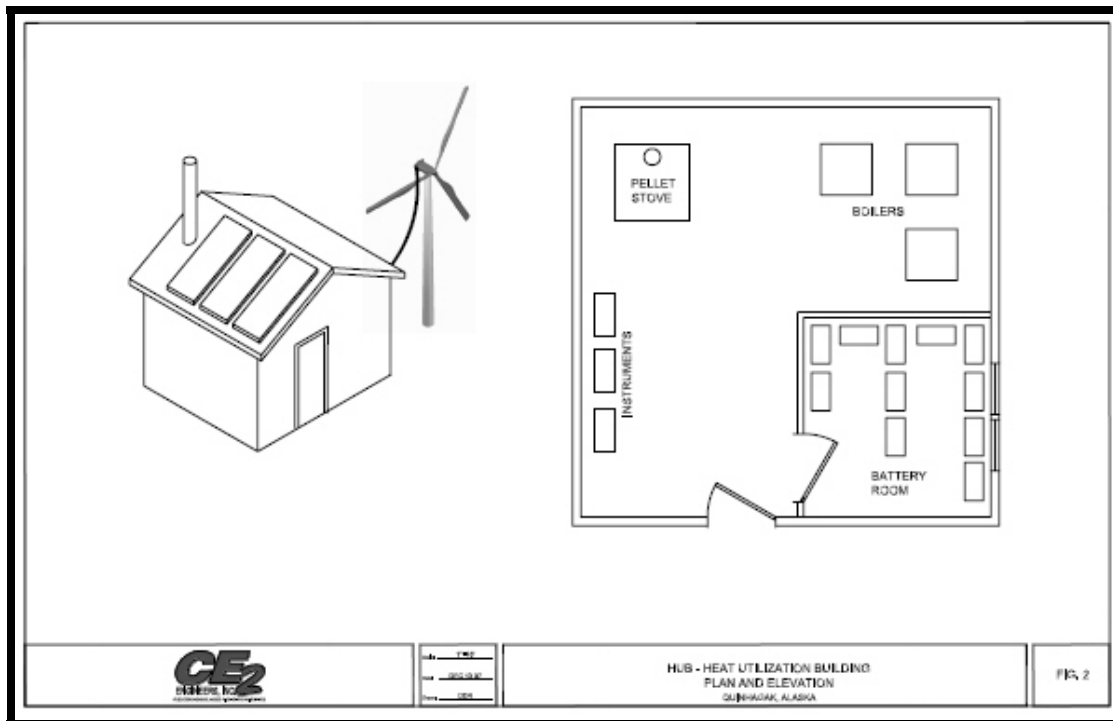 PELLET
STOVE
BOILERS
INSTRUMENTS
BATTERY
ROOM
CE2
ENGINEERS, INC.
HUB - HEAT UTILIZATION BUILDING
PLAN AND ELEVATION
QUINHAGAK, ALASKA
FIG. 2